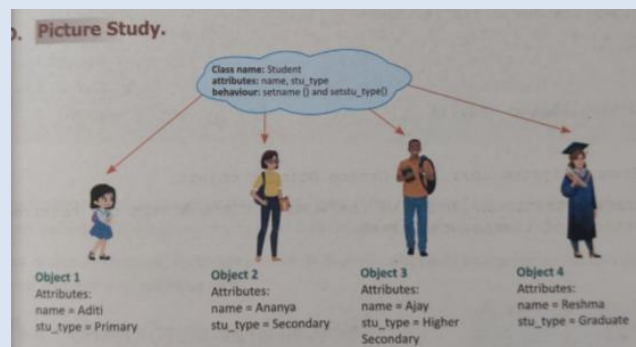 Picture Study.
Class name: Student
attributes: name, stu_type
behaviour: setname () and setstu_type()
Object 1
Attributes:
name = Aditi
stu_type = Primary
Object 2
Attributes:
name = Ananya
stu_type = Secondary
Object 3
Attributes:
name = Ajay
stu_type = Higher
Secondary
Object 4
Attributes:
name = Reshma
stu_type = Graduate